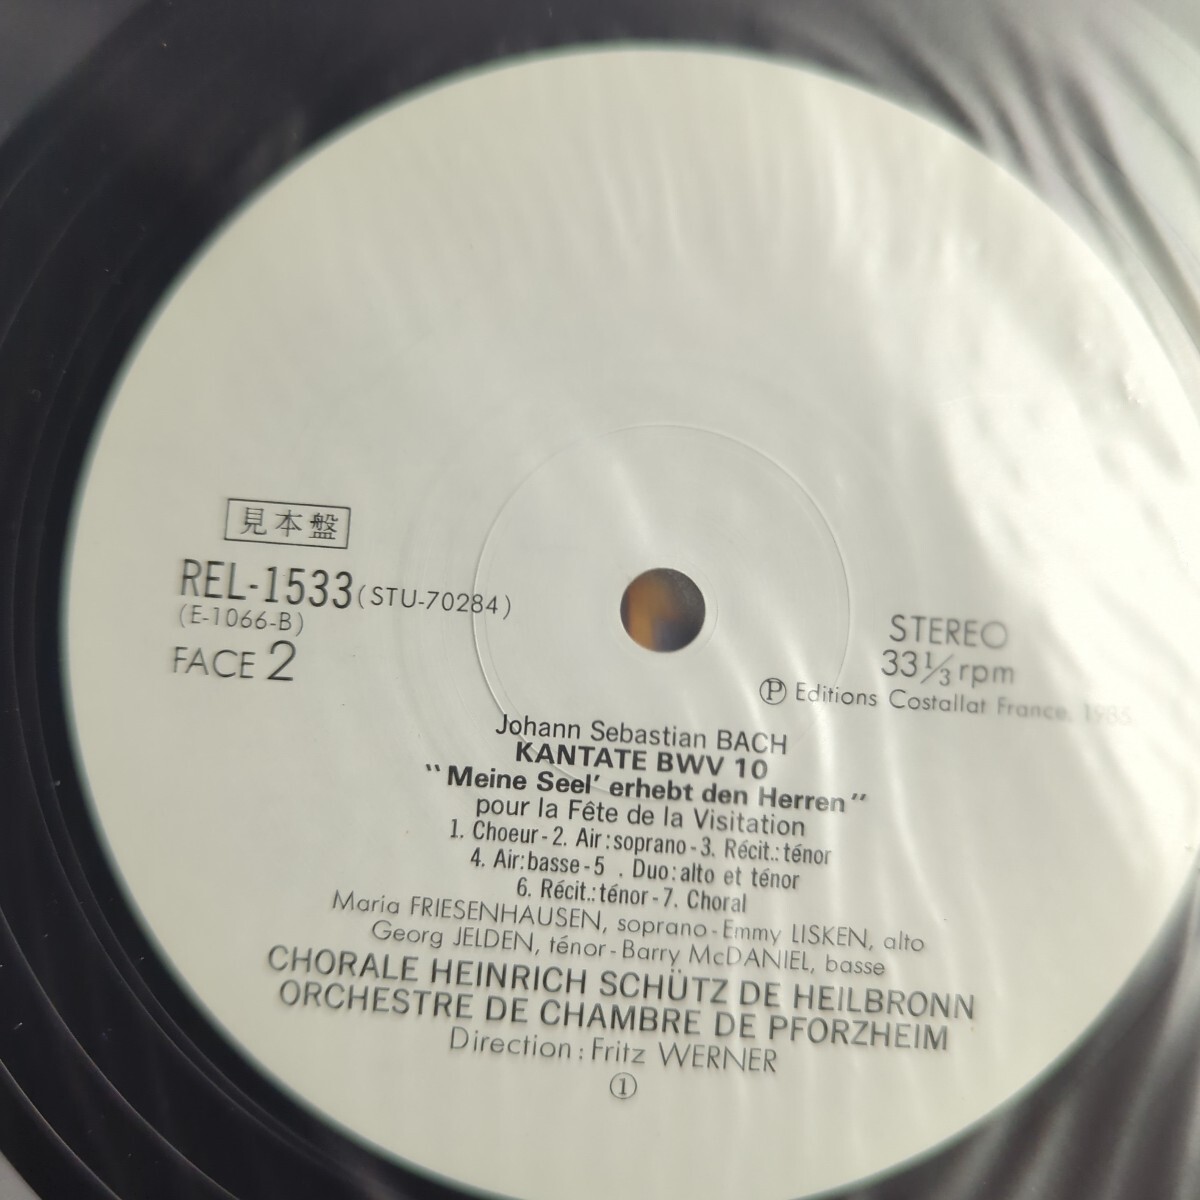 見本盤
REL-1533 (STU-70284)
(E-1066-B)
FACE 2
STEREO
33 1/3 rpm
Ⓟ Editions Costallat France, 1985
Johann Sebastian BACH
KANTATE BWV 10
"Meine Seel' erhebt den Herren"
pour la Fête de la Visitation
1. Choeur - 2. Air : soprano - 3. Récit.: ténor
4. Air: basse - 5 . Duo: alto et ténor
6. Récit.: ténor - 7. Choral
Maria FRIESENHAUSEN, soprano - Emmy LISKEN, alto
Georg JELDEN, ténor - Barry McDANIEL, basse
CHORALE HEINRICH SCHÜTZ DE HEILBRONN
ORCHESTRE DE CHAMBRE DE PFORZHEIM
Direction : Fritz WERNER
①